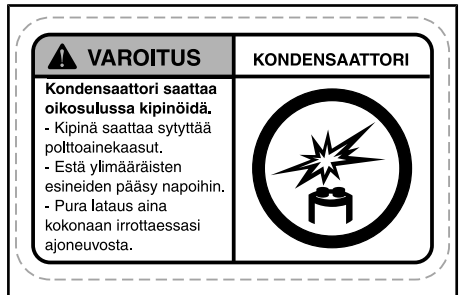 VAROITUS
KONDENSAATTORI
Kondensaattori saattaa
oikosulussa kipinöidä.
- Kipinä saattaa sytyttää
polttoainekaasut.
- Estä ylimääräisten
esineiden pääsy napoihin.
- Pura lataus aina
kokonaan irrottaessasi
ajoneuvosta.